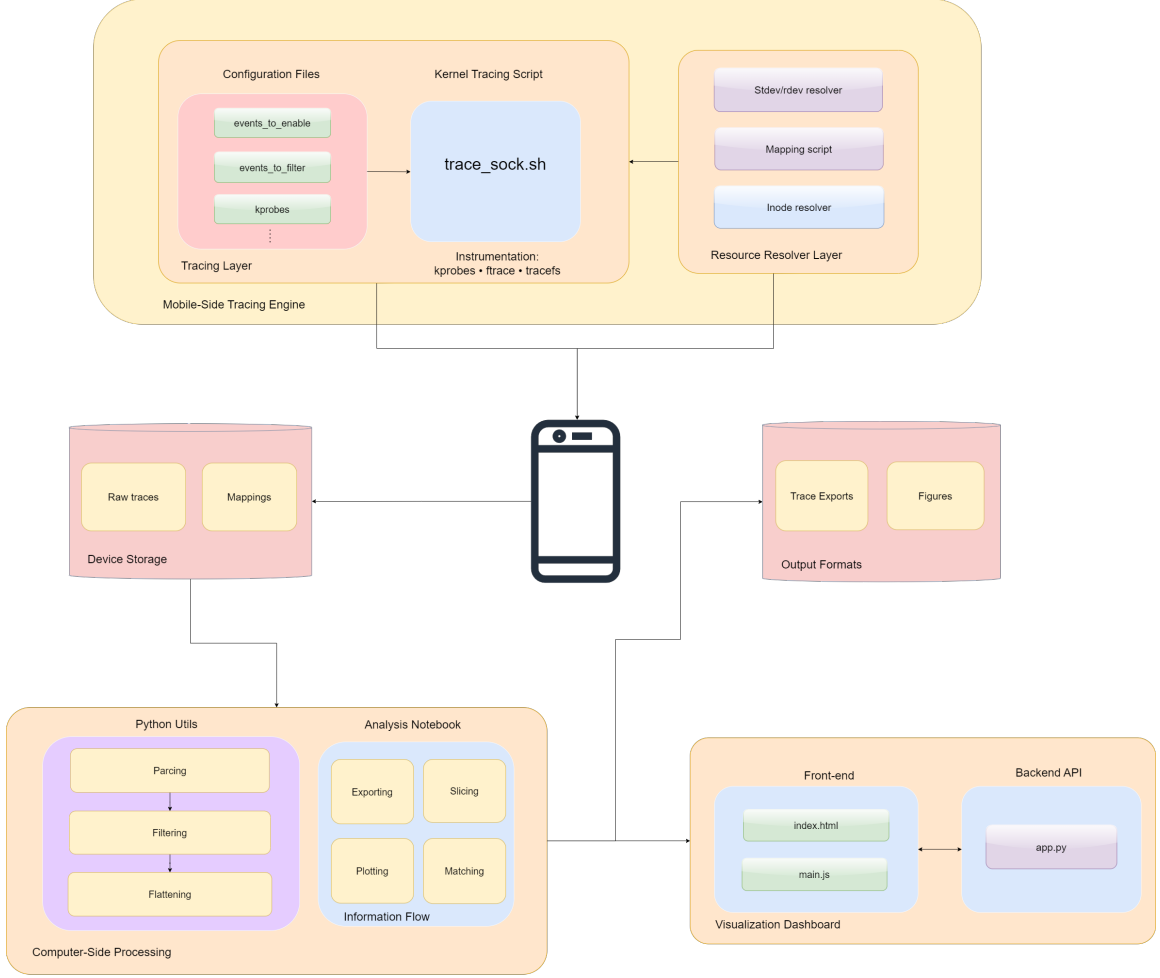 Configuration Files
Kernel Tracing Script
events_to_enable
events_to_filter
kprobes
trace_sock.sh
Instrumentation:
kprobes • ftrace • tracefs
Tracing Layer
Stdev/rdev resolver
Mapping script
Inode resolver
Resource Resolver Layer
Mobile-Side Tracing Engine
Raw traces
Mappings
Device Storage
Trace Exports
Figures
Output Formats
Python Utils
Parcing
Filtering
Flattening
Analysis Notebook
Exporting
Slicing
Plotting
Matching
Information Flow
Computer-Side Processing
Front-end
index.html
main.js
Backend API
app.py
Visualization Dashboard